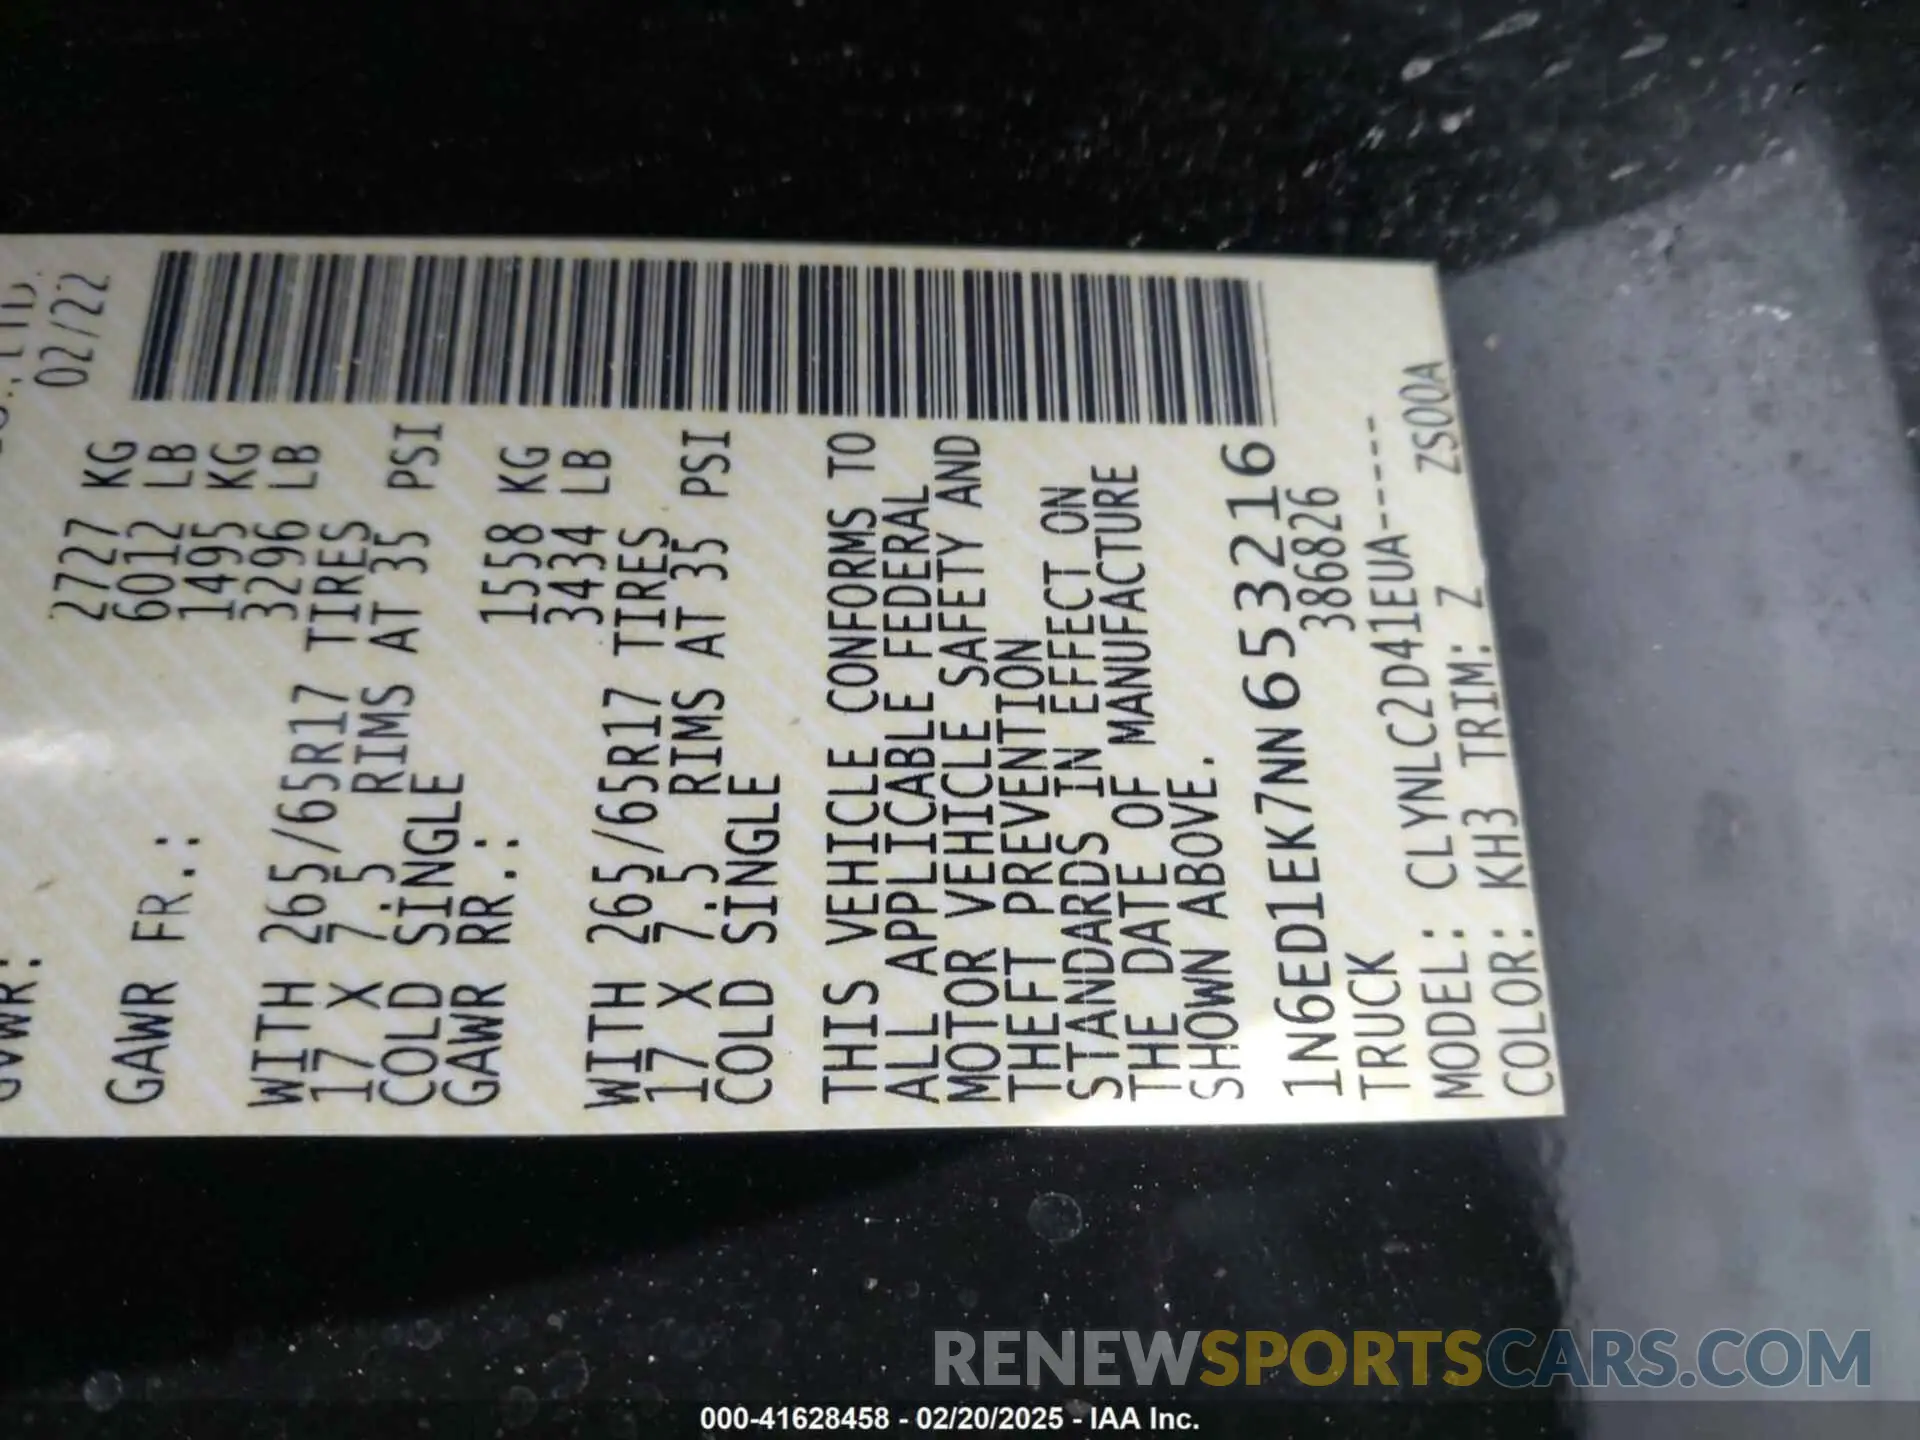 LTD.
02/22
GVWR: 2727 KG
6012 LB
GAWR FR.: 1495 KG
3296 LB
WITH 265/65R17 TIRES
17 X 7.5 RIMS AT 35 PSI
COLD SINGLE
GAWR RR.: 1558 KG
3434 LB
WITH 265/65R17 TIRES
17 X 7.5 RIMS AT 35 PSI
COLD SINGLE
THIS VEHICLE CONFORMS TO
ALL APPLICABLE FEDERAL
MOTOR VEHICLE SAFETY AND
THEFT PREVENTION
STANDARDS IN EFFECT ON
THE DATE OF MANUFACTURE
SHOWN ABOVE.
1N6ED1EK7NN653216
TRUCK 386826
MODEL: CLYNLC2D41EUA-----
COLOR: KH3 TRIM: Z ZS00A
RENEWSPORTSCARS.COM
000-41628458 - 02/20/2025 - IAA Inc.